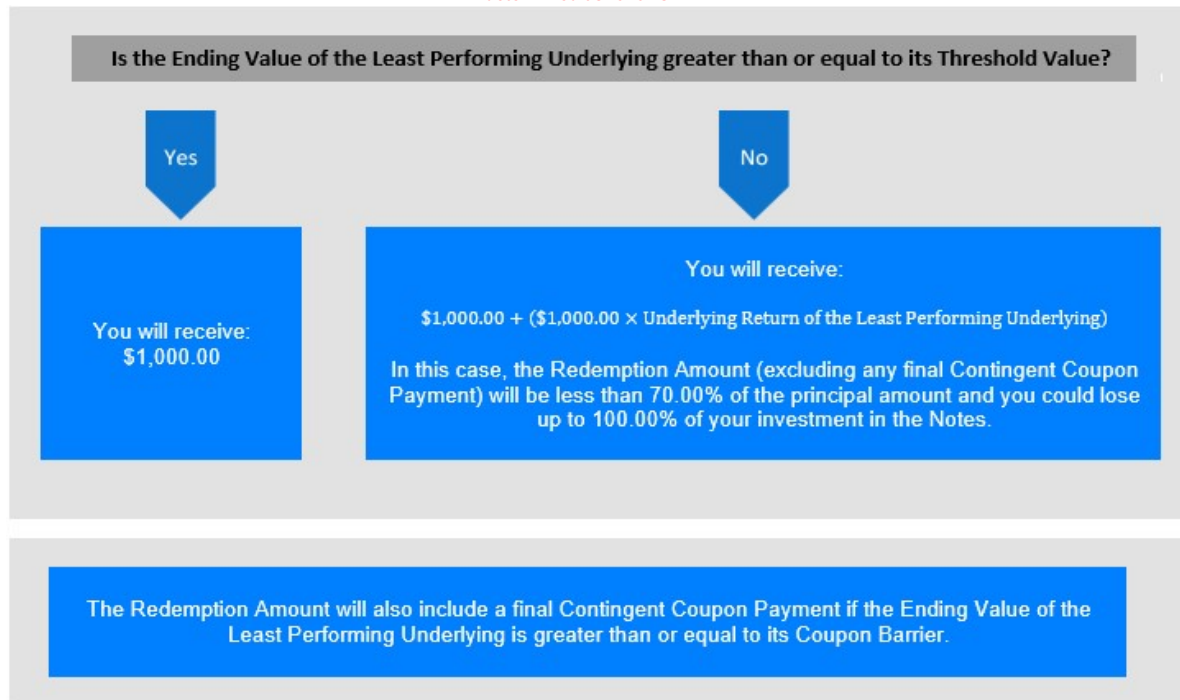 Is the Ending Value of the Least Performing Underlying greater than or equal to its Threshold Value?
Yes
No
You will receive:
$1,000.00
You will receive:
$1,000.00 + ($1,000.00 × Underlying Return of the Least Performing Underlying)
In this case, the Redemption Amount (excluding any final Contingent Coupon
Payment) will be less than 70.00% of the principal amount and you could lose
up to 100.00% of your investment in the Notes.
The Redemption Amount will also include a final Contingent Coupon Payment if the Ending Value of the
Least Performing Underlying is greater than or equal to its Coupon Barrier.